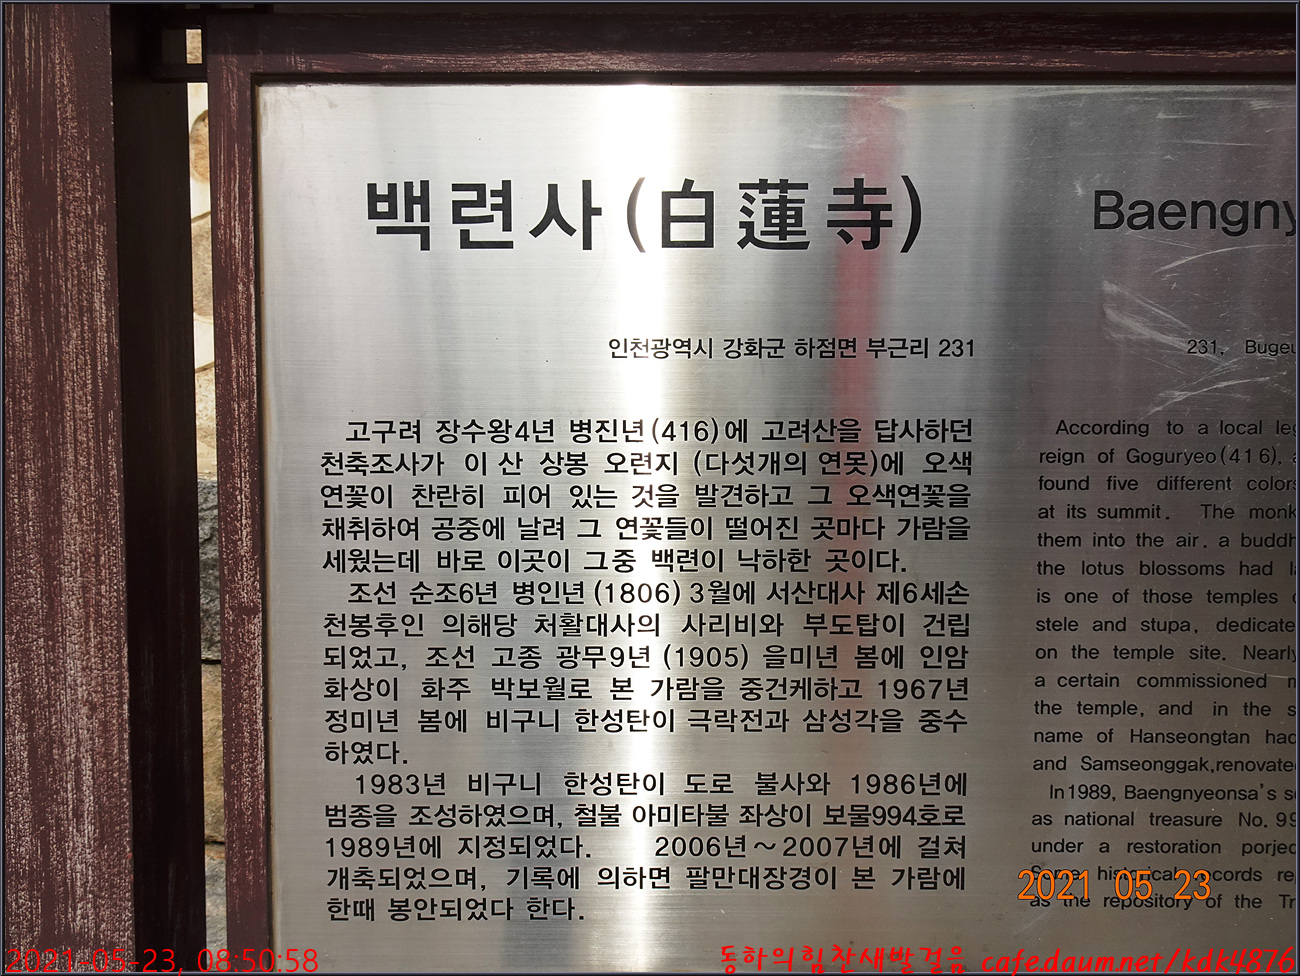 백련사(白蓮寺)
인천광역시 강화군 하점면 부근리 231
고구려 장수왕4년 병진년(416)에 고려산을 답사하던
천축조사가 이 산 상봉 오련지 (다섯개의 연못)에 오색
연꽃이 찬란히 피어 있는 것을 발견하고 그 오색연꽃을
채취하여 공중에 날려 그 연꽃들이 떨어진 곳마다 가람을
세웠는데 바로 이곳이 그중 백련이 낙하한 곳이다.
조선 순조6년 병인년(1806) 3월에 서산대사 제6세손
천봉후인 의해당 처활대사의 사리비와 부도탑이 건립
되었고, 조선 고종 광무9년 (1905) 을미년 봄에 인암
화상이 화주 박보월로 본 가람을 중건케하고 1967년
정미년 봄에 비구니 한성탄이 극락전과 삼성각을 중수
하였다.
1983년 비구니 한성탄이 도로 불사와 1986년에
범종을 조성하였으며, 철불 아미타불 좌상이 보물994호로
1989년에 지정되었다. 2006년~2007년에 걸쳐
개축되었으며, 기록에 의하면 팔만대장경이 본 가람에
한때 봉안되었다 한다.
Baengny
231, Bugeu
According to a local leg
reign of Goguryeo(416),
found five different colors
at its summit. The monk
them into the air. a buddh
the lotus blossoms had la
is one of those temples
stele and stupa, dedicate
on the temple site. Nearly
a certain commissioned
the temple, and in the s
name of Hanseongtan had
and Samseonggak,renovate
In1989, Baengnyeonsa's s
as national treasure No.99
under a restoration porjec
historical records re
as the repository of the Tr
2021 05 23
2021-05-23, 08:50:58
동하의힘찬새발걸음 cafe.daum.net/kdk4876